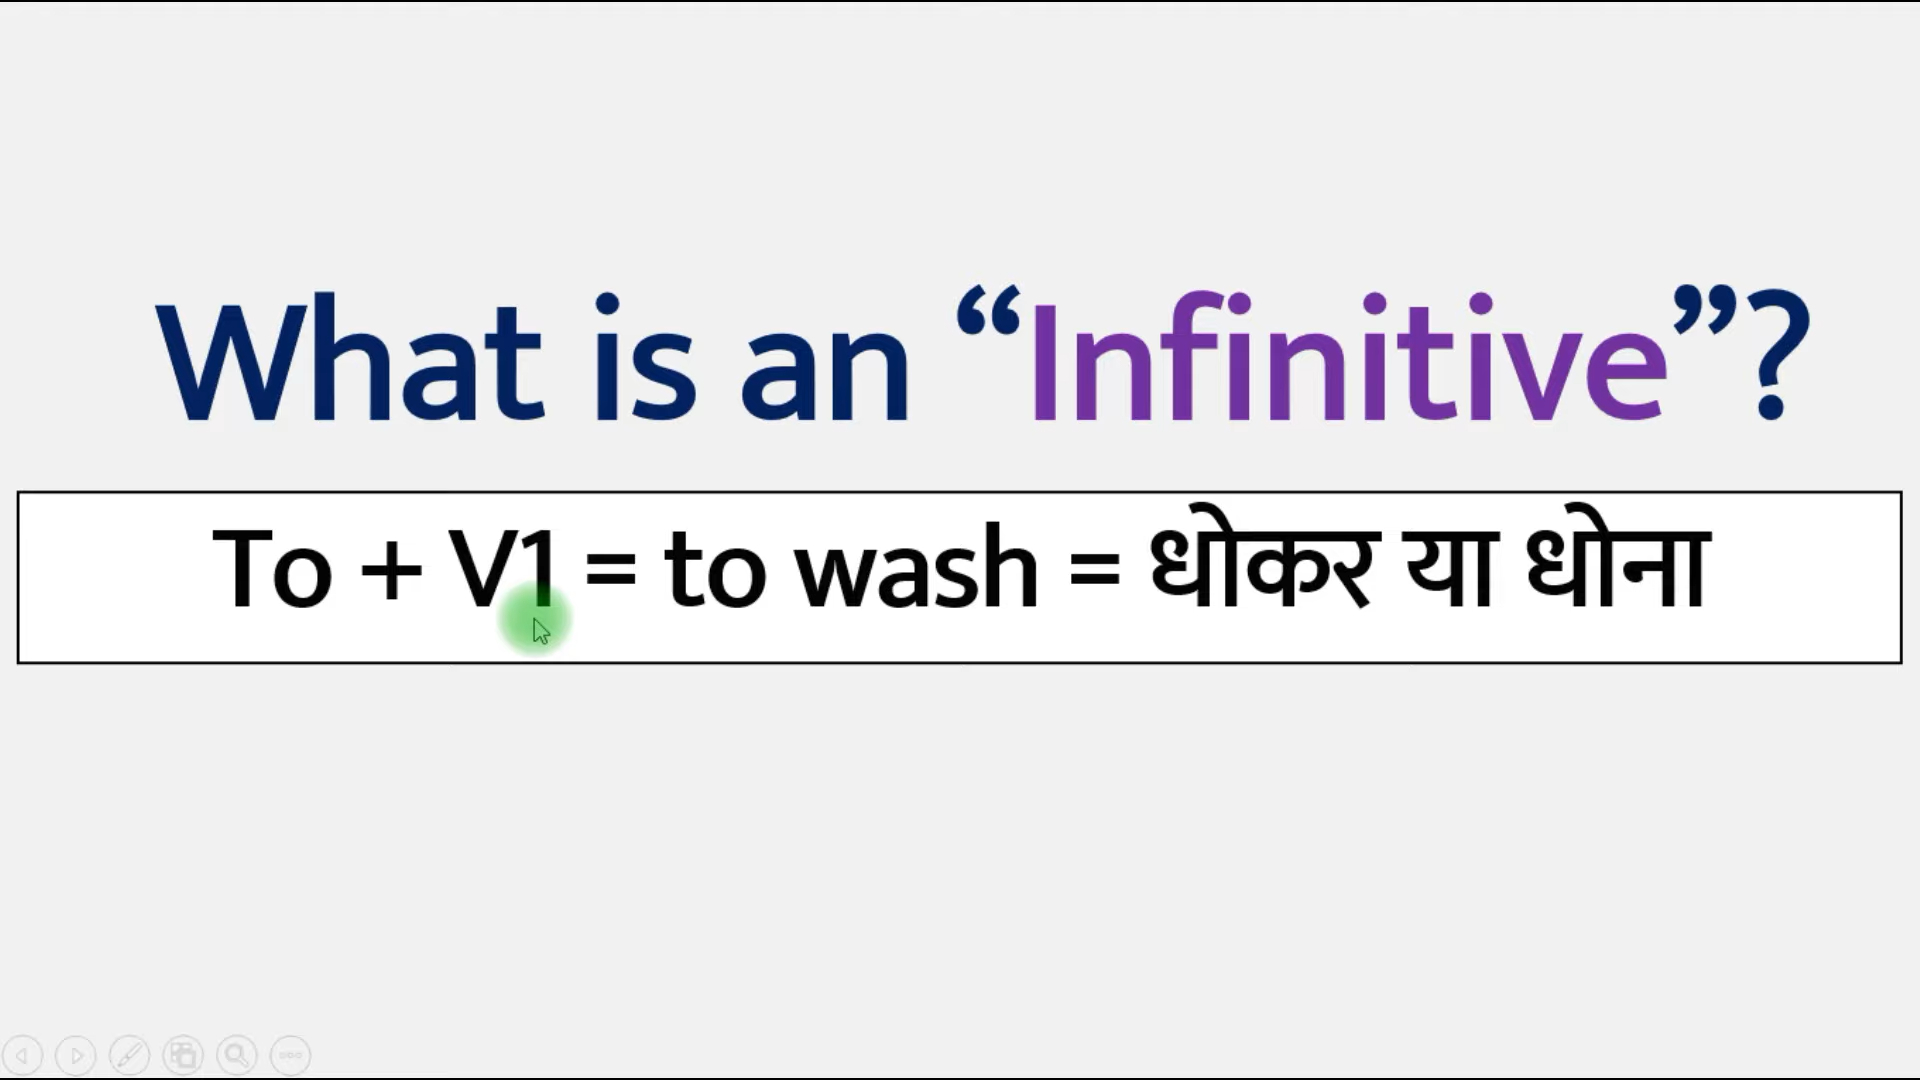 What is an “Infinitive”?
To + V1 = to wash = धोकर या धोना